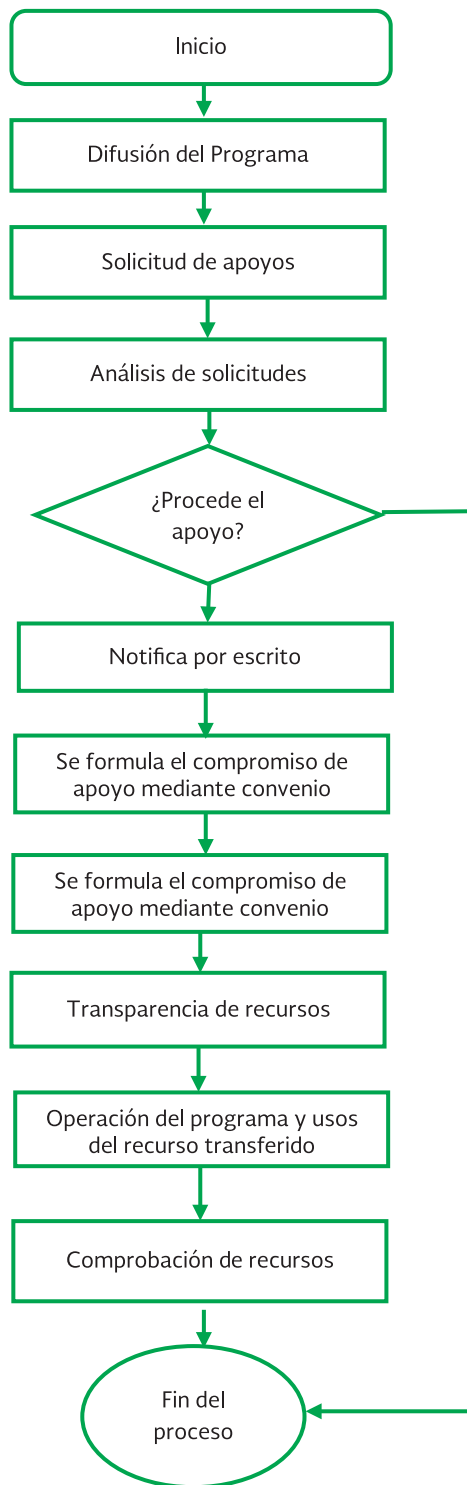 Inicio
Difusión del Programa
Solicitud de apoyos
Análisis de solicitudes
¿Procede el
apoyo?
Notifica por escrito
Se formula el compromiso de
apoyo mediante convenio
Se formula el compromiso de
apoyo mediante convenio
Transparencia de recursos
Operación del programa y usos
del recurso transferido
Comprobación de recursos
Fin del
proceso